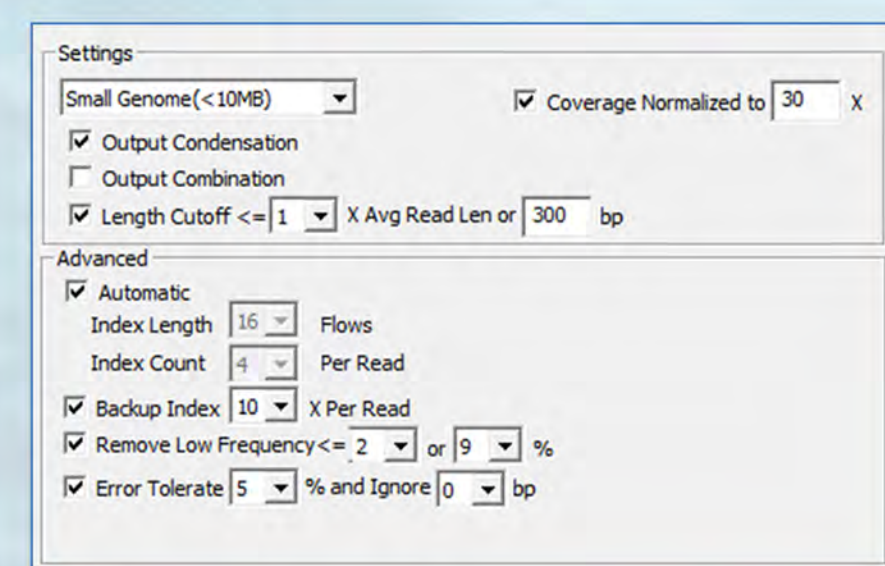 Settings
Small Genome(<10MB) Coverage Normalized to 30 X
Output Condensation
Output Combination
Length Cutoff <= 1 X Avg Read Len or 300 bp
Advanced
Automatic
Index Length 16 Flows
Index Count 4 Per Read
Backup Index 10 X Per Read
Remove Low Frequency<= 2 or 9 %
Error Tolerate 5 % and Ignore 0 bp